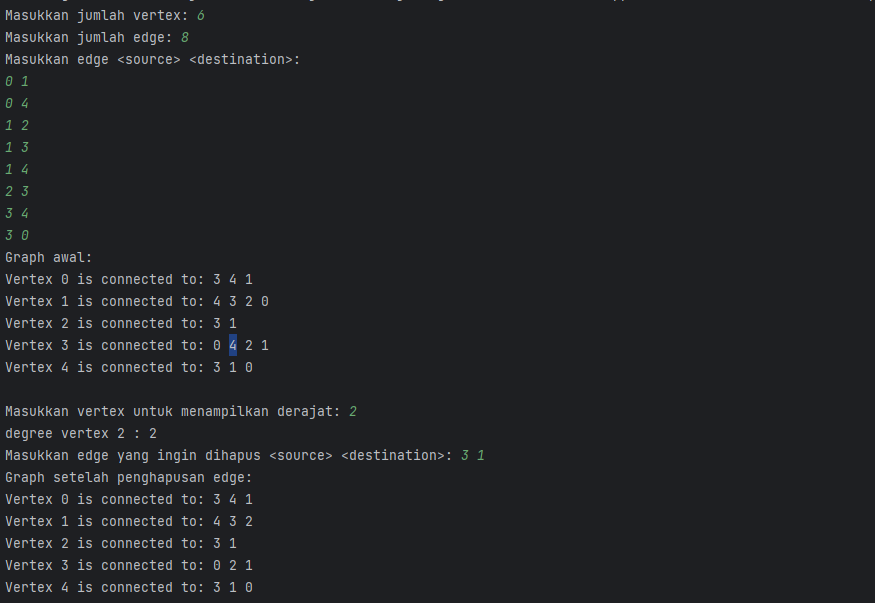 Masukkan jumlah vertex: 6
Masukkan jumlah edge: 8
Masukkan edge <source> <destination>:
0 1
0 4
1 2
1 3
1 4
2 3
3 4
3 0
Graph awal:
Vertex 0 is connected to: 3 4 1
Vertex 1 is connected to: 4 3 2 0
Vertex 2 is connected to: 3 1
Vertex 3 is connected to: 0 4 2 1
Vertex 4 is connected to: 3 1 0
Masukkan vertex untuk menampilkan derajat: 2
degree vertex 2 : 2
Masukkan edge yang ingin dihapus <source> <destination>: 3 1
Graph setelah penghapusan edge:
Vertex 0 is connected to: 3 4 1
Vertex 1 is connected to: 4 3 2
Vertex 2 is connected to: 3 1
Vertex 3 is connected to: 0 2 1
Vertex 4 is connected to: 3 1 0